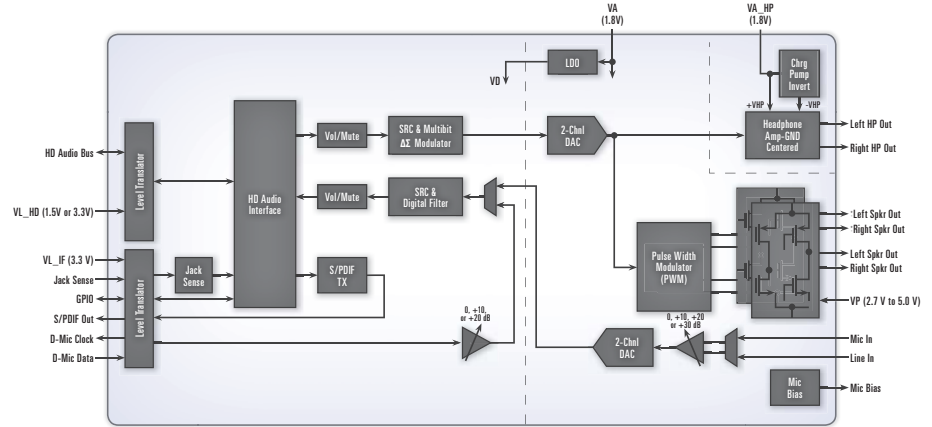 VA
(1.8V)
VA_HP
(1.8V)
LDO
VD
Chrg
Pump
Invert
+VHP
-VHP
HD Audio Bus
VL_HD (1.5V or 3.3V)
Level Translator
HD Audio
Interface
Vol/Mute
SRC & Multibit
ΔΣ Modulator
2-Chnl
DAC
Headphone
Amp-GND
Centered
Left HP Out
Right HP Out
Vol/Mute
SRC &
Digital Filter
VL_IF (3.3 V)
Jack Sense
GPIO
S/PDIF Out
D-Mic Clock
D-Mic Data
Level Translator
Jack
Sense
S/PDIF
TX
0, +10,
or +20 dB
Pulse Width
Modulator
(PWM)
+Left Spkr Out
+Right Spkr Out
-Left Spkr Out
-Right Spkr Out
VP (2.7 V to 5.0 V)
0, +10, +20
or +30 dB
2-Chnl
DAC
Mic In
Line In
Mic
Bias
Mic Bias